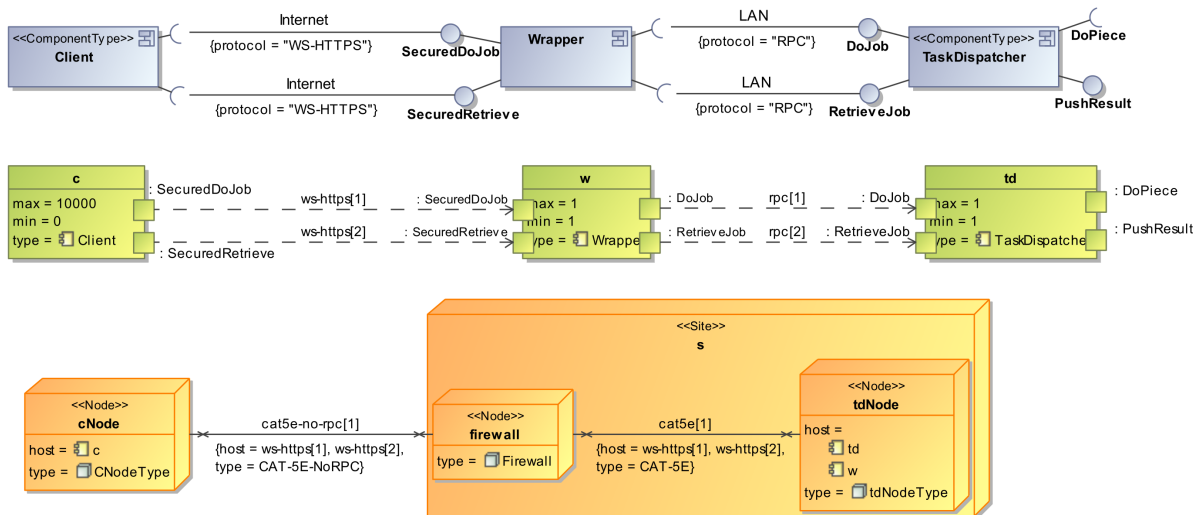 <<ComponentType>>
Client
Internet
{protocol = "WS-HTTPS"}
SecuredDoJob
Internet
{protocol = "WS-HTTPS"}
SecuredRetrieve
Wrapper
LAN
{protocol = "RPC"}
DoJob
LAN
{protocol = "RPC"}
RetrieveJob
<<ComponentType>>
TaskDispatcher
DoPiece
PushResult
c
max = 10000
min = 0
type = Client
: SecuredDoJob
ws-https[1]
: SecuredDoJob
: SecuredRetrieve
ws-https[2]
: SecuredRetrieve
w
max = 1
min = 1
type = Wrappe
: DoJob
rpc[1]
: DoJob
: RetrieveJob
rpc[2]
: RetrieveJob
td
max = 1
min = 1
type = TaskDispatche
: DoPiece
: PushResult
<<Site>>
s
<<Node>>
cNode
host = c
type = CNodeType
cat5e-no-rpc[1]
{host = ws-https[1], ws-https[2],
type = CAT-5E-NoRPC}
<<Node>>
firewall
type = Firewall
cat5e[1]
{host = ws-https[1], ws-https[2],
type = CAT-5E}
<<Node>>
tdNode
host =
td
w
type = tdNodeType